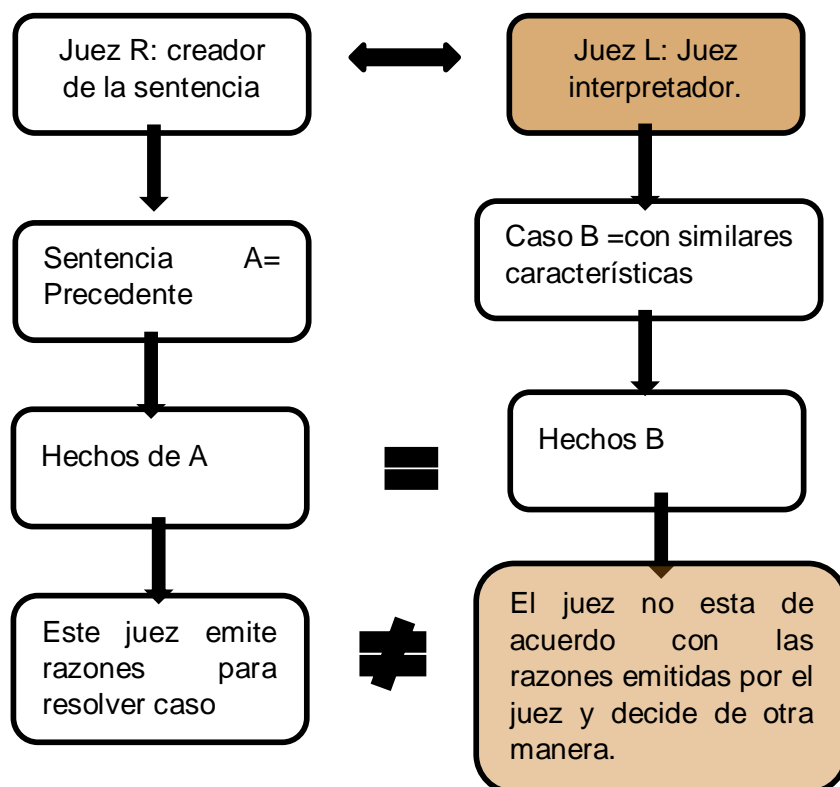 Juez R: creador
de la sentencia
Juez L: Juez
interpretador.
Sentencia A=
Precedente
Caso B =con similares
características
Hechos de A
Hechos B
Este juez emite
razones para
resolver caso
El juez no esta de
acuerdo con las
razones emitidas por el
juez y decide de otra
manera.